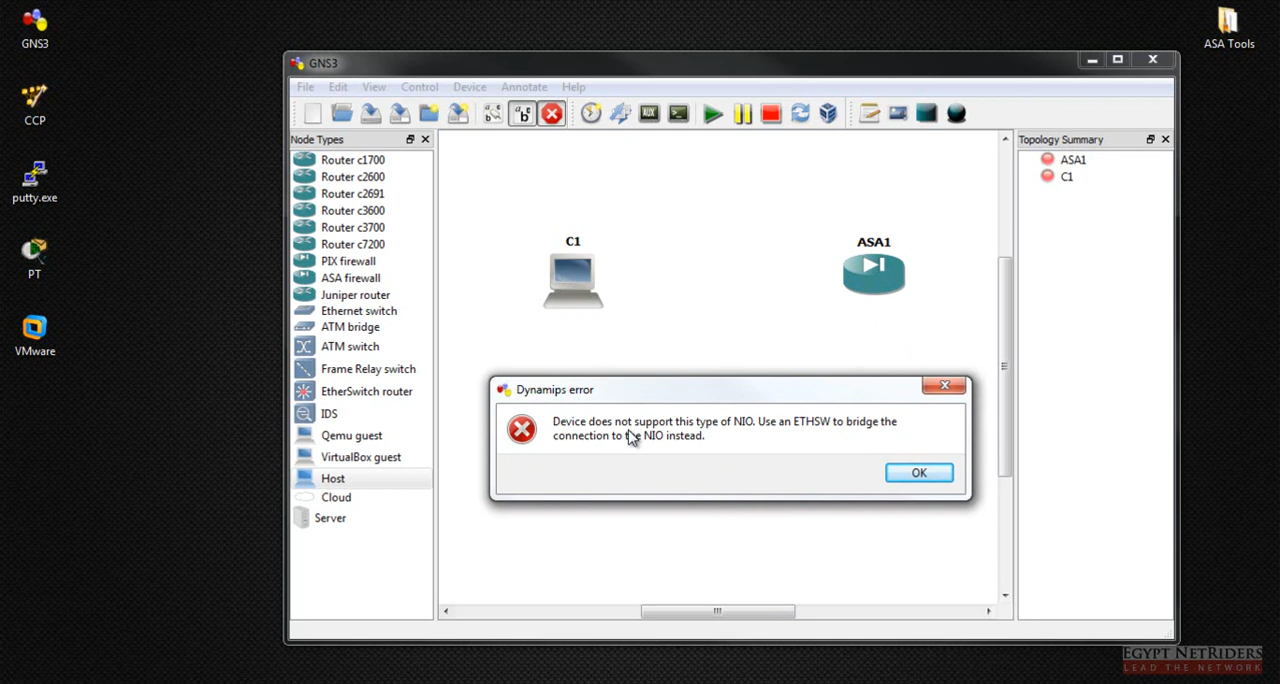 GNS3
CCP
putty.exe
PT
VMware
ASA Tools
GNS3
File Edit View Control Device Annotate Help
Node Types
Router c1700
Router c2600
Router c2691
Router c3600
Router c3700
Router c7200
PIX firewall
ASA firewall
Juniper router
Ethernet switch
ATM bridge
ATM switch
Frame Relay switch
EtherSwitch router
IDS
Qemu guest
VirtualBox guest
Host
Cloud
Server
AUX
C1
ASA1
Dynamips error
Device does not support this type of NIO. Use an ETHSW to bridge the
connection to the NIO instead.
OK
Topology Summary
ASA1
C1
EGYPT NETRIDERS
LEAD THE NETWORK